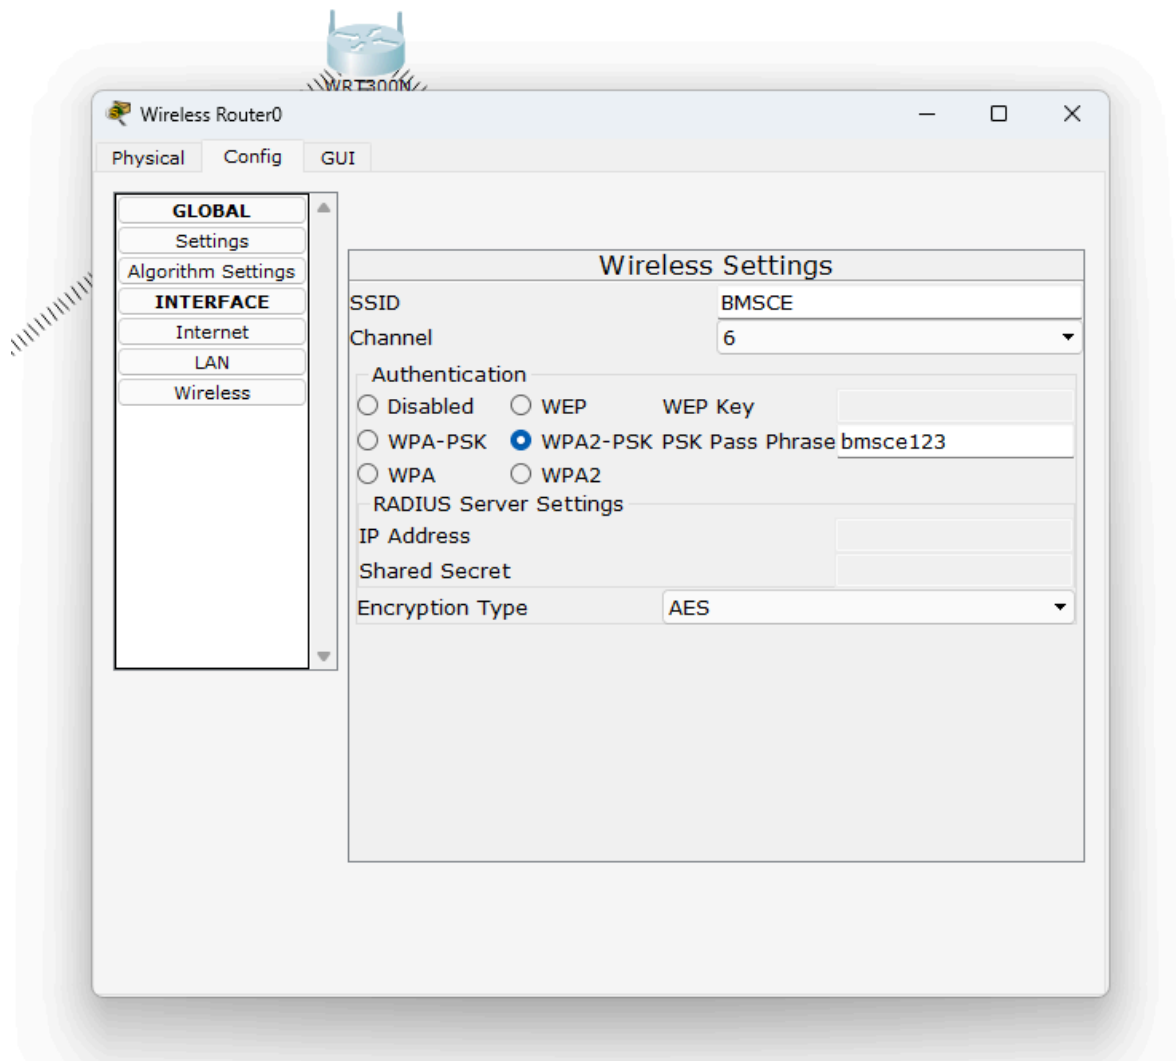 WRT300N
Wireless Router0
Physical Config GUI
GLOBAL
Settings
Algorithm Settings
INTERFACE
Internet
LAN
Wireless
Wireless Settings
SSID BMSCE
Channel 6
Authentication
Disabled WEP WEP Key
WPA-PSK WPA2-PSK PSK Pass Phrase bmsce123
WPA WPA2
RADIUS Server Settings
IP Address
Shared Secret
Encryption Type AES